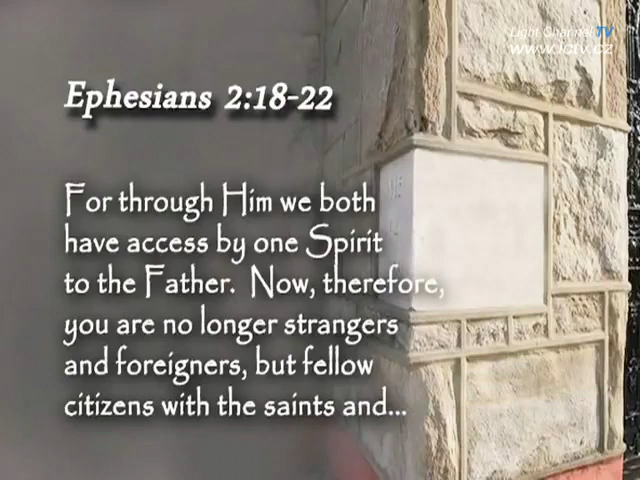 Light Channel TV
www.lctv.cz
Ephesians 2:18-22
For through Him we both
have access by one Spirit
to the Father. Now, therefore,
you are no longer strangers
and foreigners, but fellow
citizens with the saints and...